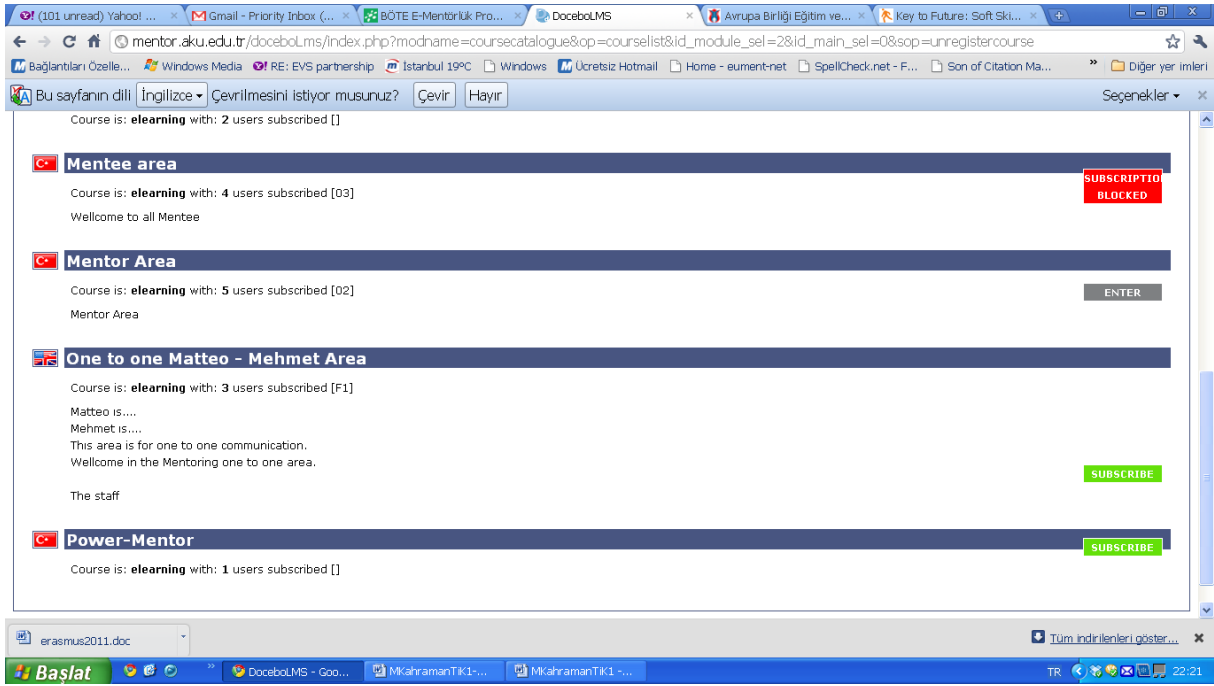 (101 unread) Yahoo! ...
Gmail - Priority Inbox (...
BÖTE E-Mentörlük Pro...
DoceboLMS
Avrupa Birliği Eğitim ve...
Key to Future: Soft Ski...
mentor.aku.edu.tr/doceboLms/index.php?modname=coursecatalogue&op=courselist&id_module_sel=2&id_main_sel=0&sop=unregistercourse
Bağlantıları Özelle...
Windows Media
RE: EVS partnership
İstanbul 19ºC
Windows
Ücretsiz Hotmail
Home - eument-net
SpellCheck.net - F...
Son of Citation Ma...
»
Diğer yer imleri
Bu sayfanın dili İngilizce Çevrilmesini istiyor musunuz? Çevir Hayır
Seçenekler
Course is: elearning with: 2 users subscribed []
Mentee area
SUBSCRIPTIO
BLOCKED
Course is: elearning with: 4 users subscribed [03]
Wellcome to all Mentee
Mentor Area
Course is: elearning with: 5 users subscribed [02]
ENTER
Mentor Area
One to one Matteo - Mehmet Area
Course is: elearning with: 3 users subscribed [F1]
Matteo is....
Mehmet is....
This area is for one to one communication.
Wellcome in the Mentoring one to one area.
SUBSCRIBE
The staff
Power-Mentor
SUBSCRIBE
Course is: elearning with: 1 users subscribed []
erasmus2011.doc
Tüm indirilenleri göster...
Başlat
»
DoceboLMS - Goo...
MKahramanTiK1-...
MKahramanTiK1 -...
TR
22:21